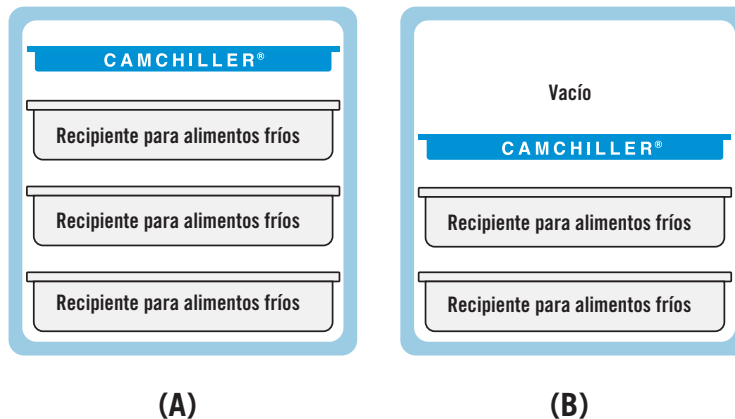 CAMCHILLER®
Recipiente para alimentos fríos
Recipiente para alimentos fríos
Recipiente para alimentos fríos
(A)
Vacío
CAMCHILLER®
Recipiente para alimentos fríos
Recipiente para alimentos fríos
(B)